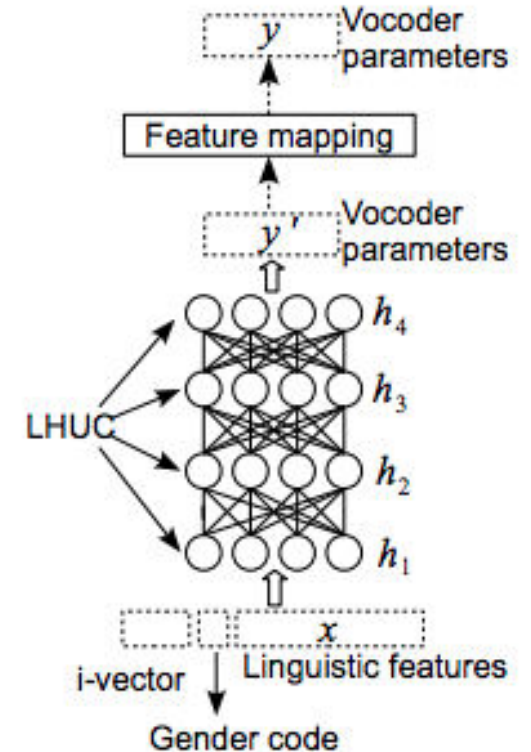 y
Vocoder
parameters
Feature mapping
y'
Vocoder
parameters
h4
h3
LHUC
h2
h1
x
i-vector
Linguistic features
Gender code